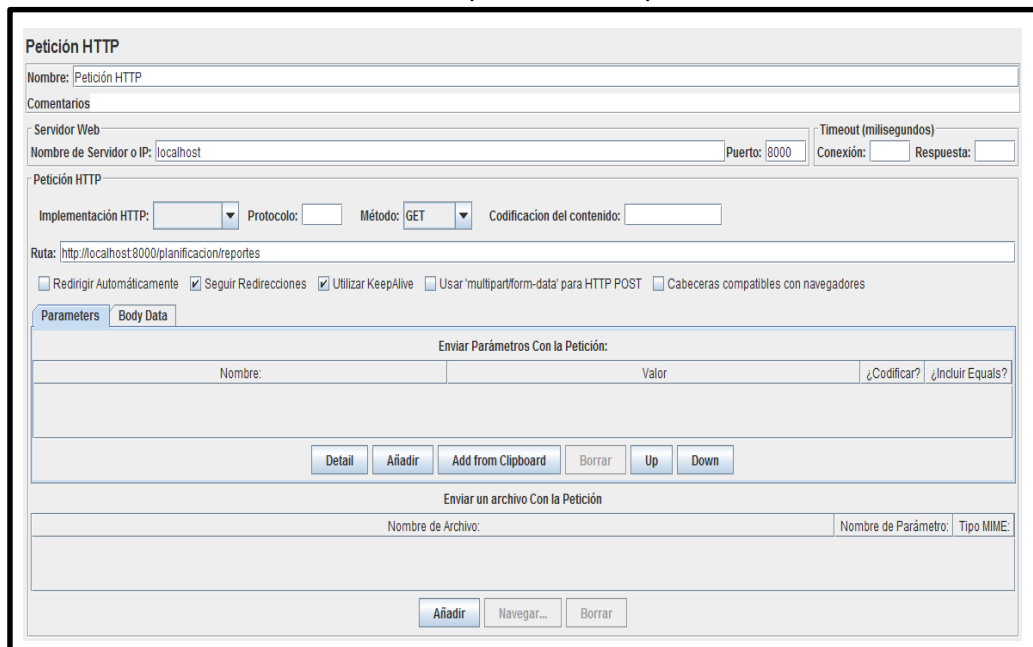 Petición HTTP
Nombre: Petición HTTP
Comentarios
Servidor Web
Timeout (milisegundos)
Nombre de Servidor o IP: localhost Puerto: 8000 Conexión: Respuesta:
Petición HTTP
Implementación HTTP: Protocolo: Método: GET Codificacion del contenido:
Ruta: http://localhost:8000/planificacion/reportes
Redirigir Automáticamente Seguir Redirecciones Utilizar KeepAlive Usar 'multipart/form-data' para HTTP POST Cabeceras compatibles con navegadores
Parameters Body Data
Enviar Parámetros Con la Petición:
Nombre: Valor ¿Codificar? ¿Incluir Equals?
Detail Añadir Add from Clipboard Borrar Up Down
Enviar un archivo Con la Petición
Nombre de Archivo: Nombre de Parámetro: Tipo MIME:
Añadir Navegar... Borrar